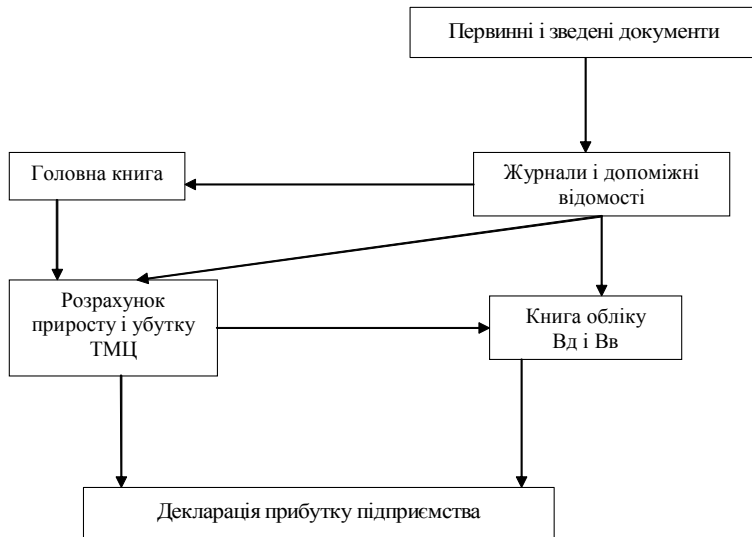 Первинні і зведені документи
Головна книга
Журнали і допоміжні
відомості
Розрахунок
приросту і убутку
ТМЦ
Книга обліку
Вд і Вв
Декларація прибутку підприємства